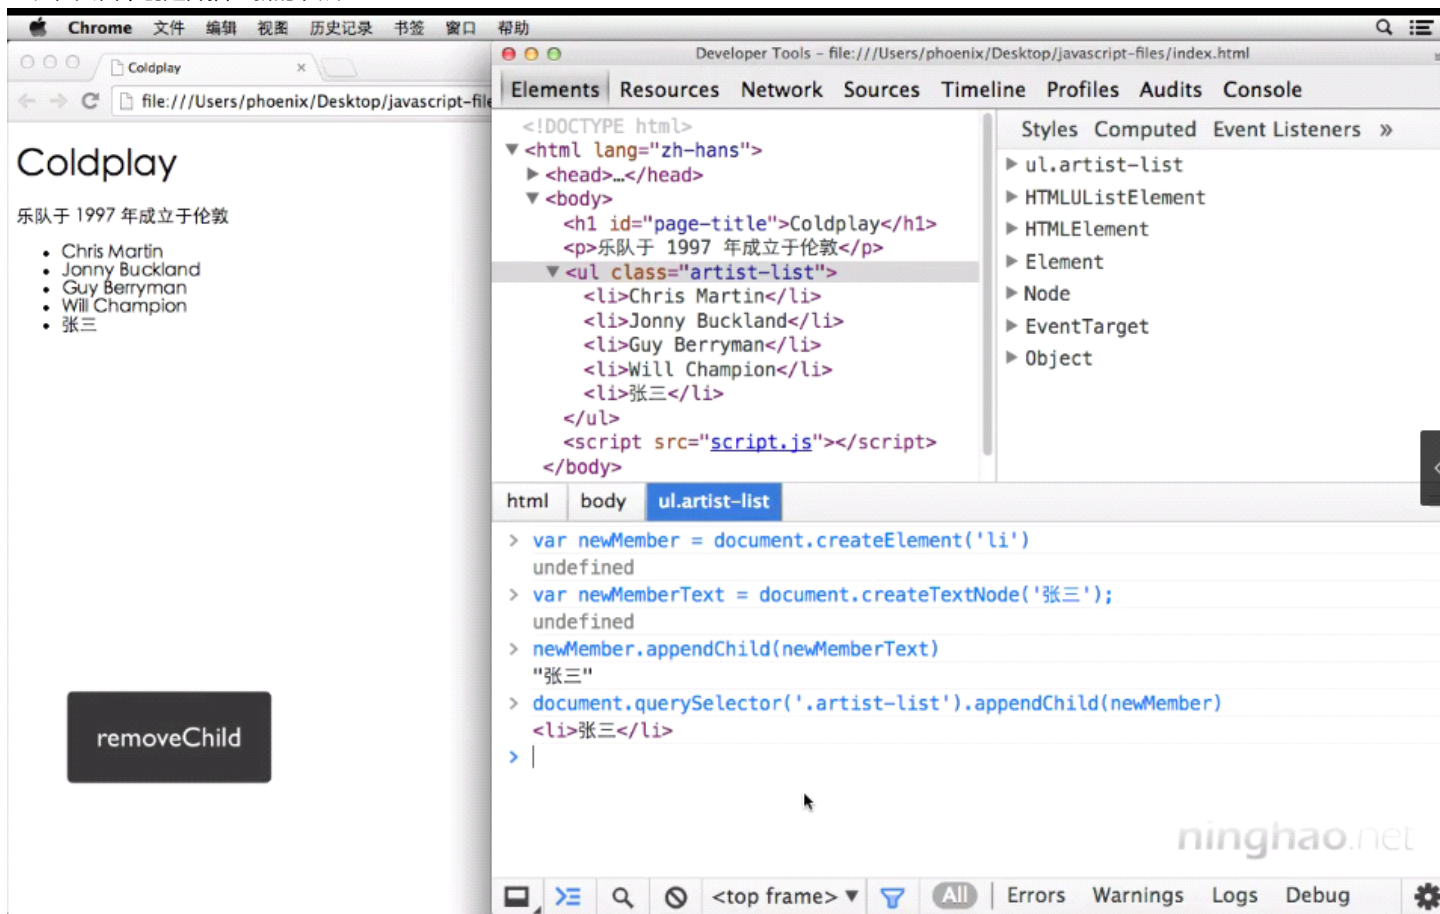 Chrome 文件 编辑 视图 历史记录 书签 窗口 帮助
Coldplay
file:///Users/phoenix/Desktop/javascript-file
Coldplay
乐队于 1997 年成立于伦敦
Chris Martin
Jonny Buckland
Guy Berryman
Will Champion
张三
removeChild
Developer Tools - file:///Users/phoenix/Desktop/javascript-files/index.html
Elements Resources Network Sources Timeline Profiles Audits Console
<!DOCTYPE html>
<html lang="zh-hans">
<head>…</head>
<body>
<h1 id="page-title">Coldplay</h1>
<p>乐队于 1997 年成立于伦敦</p>
<ul class="artist-list">
<li>Chris Martin</li>
<li>Jonny Buckland</li>
<li>Guy Berryman</li>
<li>Will Champion</li>
<li>张三</li>
</ul>
<script src="script.js"></script>
</body>
Styles Computed Event Listeners »
ul.artist-list
HTMLUListElement
HTMLElement
Element
Node
EventTarget
Object
html body ul.artist-list
> var newMember = document.createElement('li')
undefined
> var newMemberText = document.createTextNode('张三');
undefined
> newMember.appendChild(newMemberText)
"张三"
> document.querySelector('.artist-list').appendChild(newMember)
<li>张三</li>
>
ninghao.net
<top frame> All Errors Warnings Logs Debug